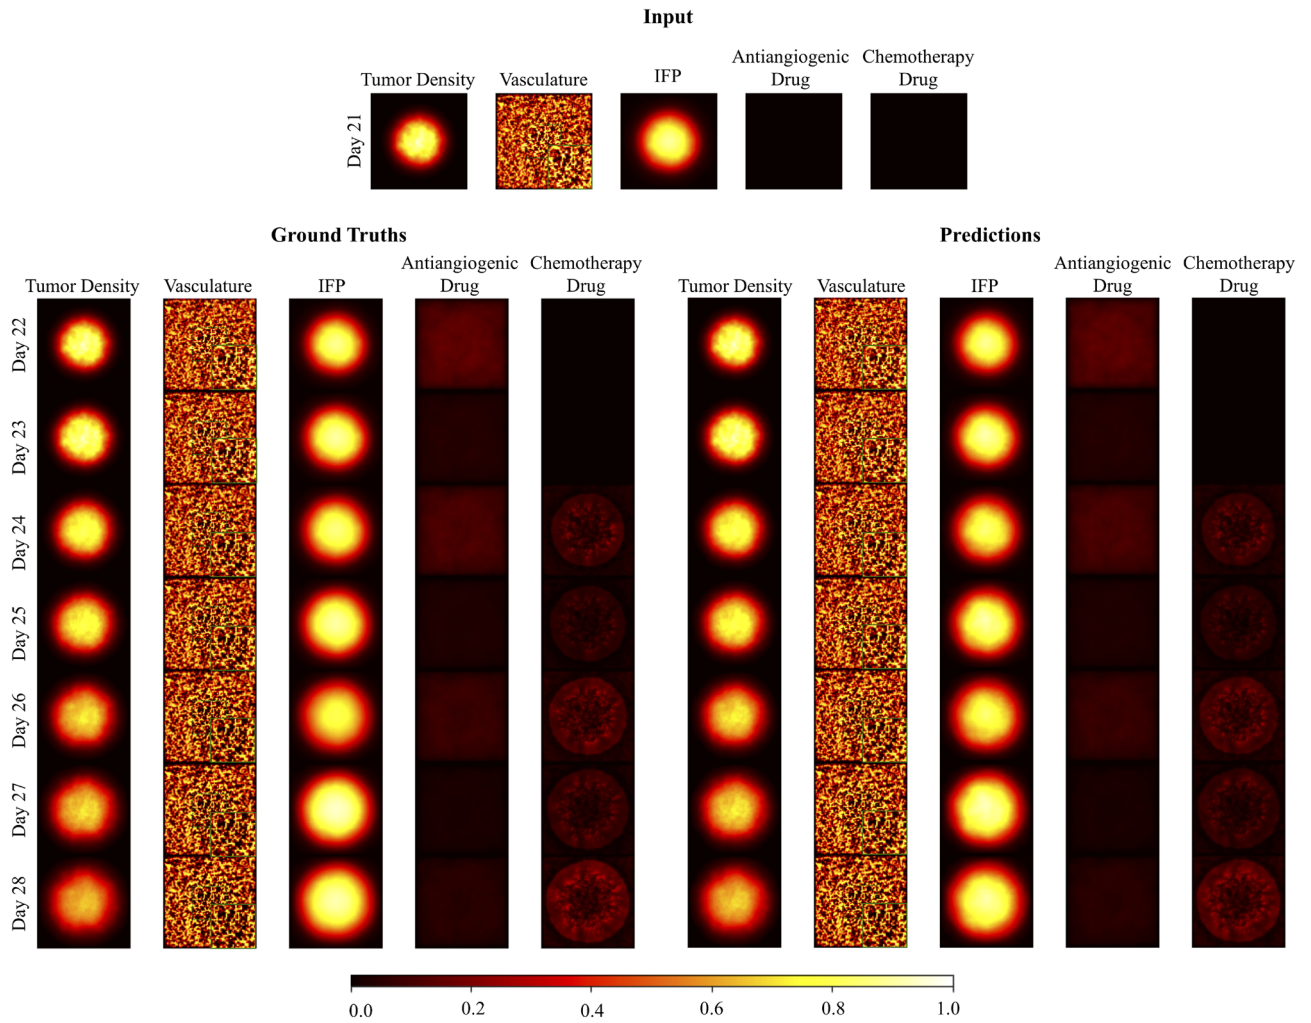 Input
Tumor Density Vasculature IFP Antiangiogenic Drug Chemotherapy Drug
Day 21
Ground Truths
Tumor Density Vasculature IFP Antiangiogenic Drug Chemotherapy Drug
Day 22
Day 23
Day 24
Day 25
Day 26
Day 27
Day 28
Predictions
Tumor Density Vasculature IFP Antiangiogenic Drug Chemotherapy Drug
0.0 0.2 0.4 0.6 0.8 1.0